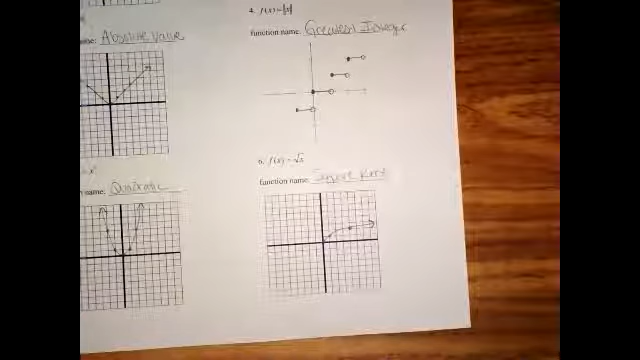 4. f(x)=[x]
function name: Greatest Integer
name: Absolute Value
6. f(x)=√x
function name: Square Root
name: Quadratic